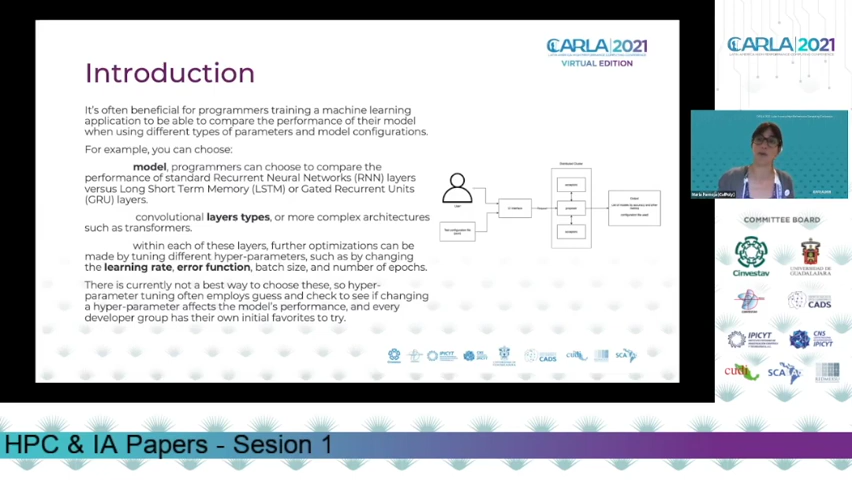 CARLA|2021
VIRTUAL EDITION
Introduction
It's often beneficial for programmers training a machine learning
application to be able to compare the performance of their model
when using different types of parameters and model configurations.
For example, you can choose:
model, programmers can choose to compare the
performance of standard Recurrent Neural Networks (RNN) layers
versus Long Short Term Memory (LSTM) or Gated Recurrent Units
(GRU) layers.
convolutional layers types, or more complex architectures
such as transformers.
within each of these layers, further optimizations can be
made by tuning different hyper-parameters, such as by changing
the learning rate, error function, batch size, and number of epochs.
There is currently not a best way to choose these, so hyper-
parameter tuning often employs guess and check to see if changing
a hyper-parameter affects the model's performance, and every
developer group has their own initial favorites to try.
CARLA|2021
COMMITTEE BOARD
Cinvestav
UNIVERSIDAD DE
GUADALAJARA
CADS
IPICYT
CNS
IPICYT
cudi
SCA
HPC & IA Papers - Sesion 1